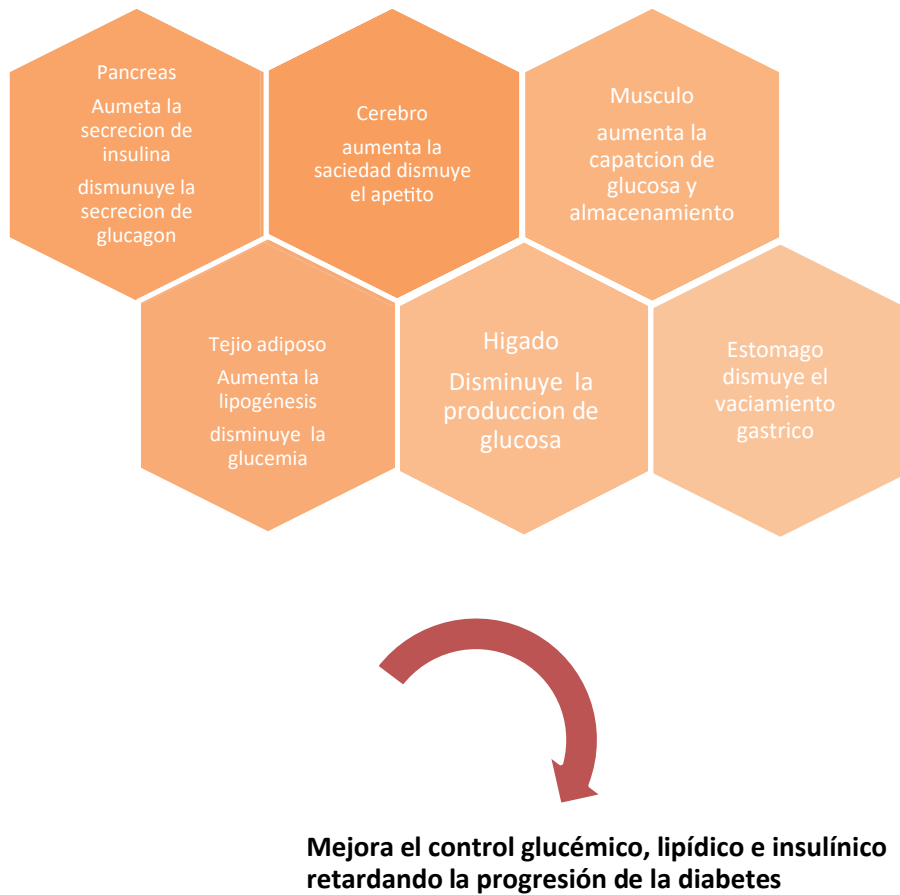 Pancreas
Aumeta la
secrecion de
insulina
dismunuye la
secrecion de
glucagon
Cerebro
aumenta la
saciedad dismuye
el apetito
Musculo
aumenta la
capatcion de
glucosa y
almacenamiento
Tejio adiposo
Aumenta la
lipogénesis
disminuye la
glucemia
Higado
Disminuye la
produccion de
glucosa
Estomago
dismuye el
vaciamiento
gastrico
Mejora el control glucémico, lipídico e insulínico
retardando la progresión de la diabetes